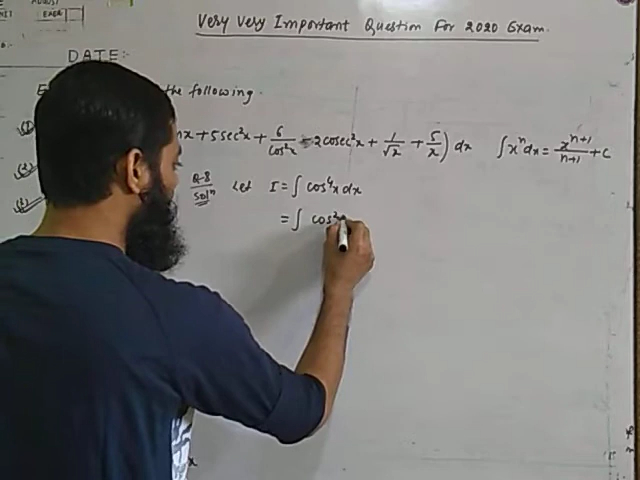 AUGUST
Very Very Important Question For 2020 Exam.
DATE:-
the following.
x + 5sec²x + 6/cos²x - 2cosec²x + 1/√x + 5/x) dx ∫xⁿdx = xⁿ⁺¹/n+1 + c
Q-8 Let I = ∫cos⁴x dx
Solⁿ
= ∫ cos²x